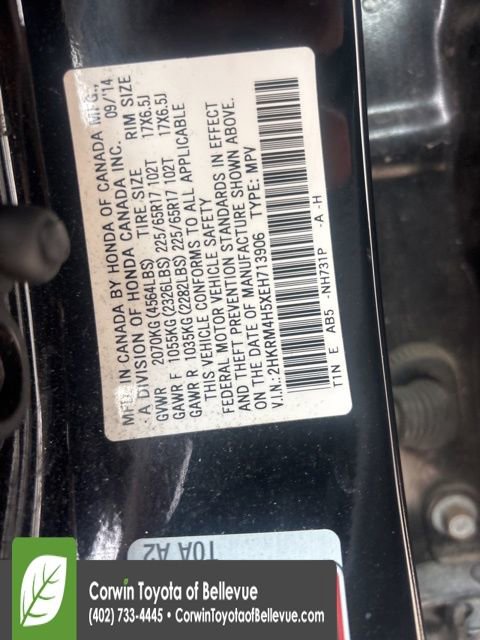 MFD IN CANADA BY HONDA OF CANADA MFG.,
A DIVISION OF HONDA CANADA INC. 09/'14
GVWR 2070KG(4564LBS) TIRE SIZE RIM SIZE
GAWR F 1055KG(2326LBS) 225/65R17 102T 17X6.5J
GAWR R 1035KG(2282LBS) 225/65R17 102T 17X6.5J
THIS VEHICLE CONFORMS TO ALL APPLICABLE
FEDERAL MOTOR VEHICLE SAFETY
AND THEFT PREVENTION STANDARDS IN EFFECT
ON THE DATE OF MANUFACTURE SHOWN ABOVE.
V.I.N.:2HKRM4H5XEH713906 TYPE: MPV
TIN E AB5 -NH731P -A-H
TOA A2
Corwin Toyota of Bellevue
(402) 733-4445 • CorwinToyotaofBellevue.com